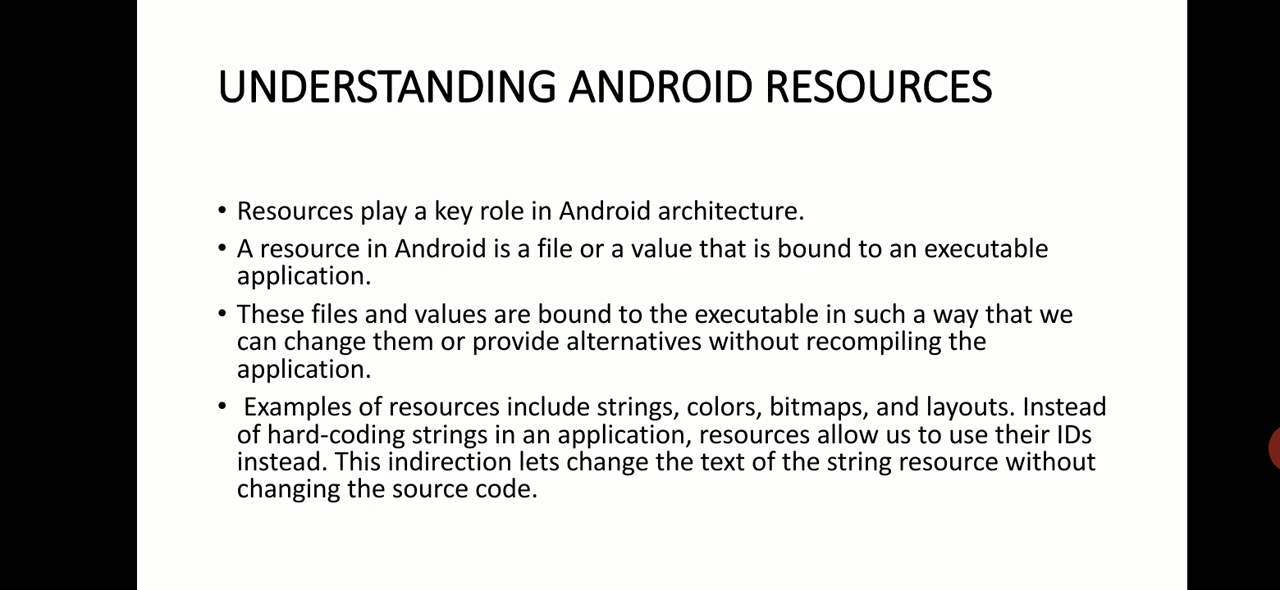 UNDERSTANDING ANDROID RESOURCES
• Resources play a key role in Android architecture.
• A resource in Android is a file or a value that is bound to an executable
application.
• These files and values are bound to the executable in such a way that we
can change them or provide alternatives without recompiling the
application.
• Examples of resources include strings, colors, bitmaps, and layouts. Instead
of hard-coding strings in an application, resources allow us to use their IDs
instead. This indirection lets change the text of the string resource without
changing the source code.